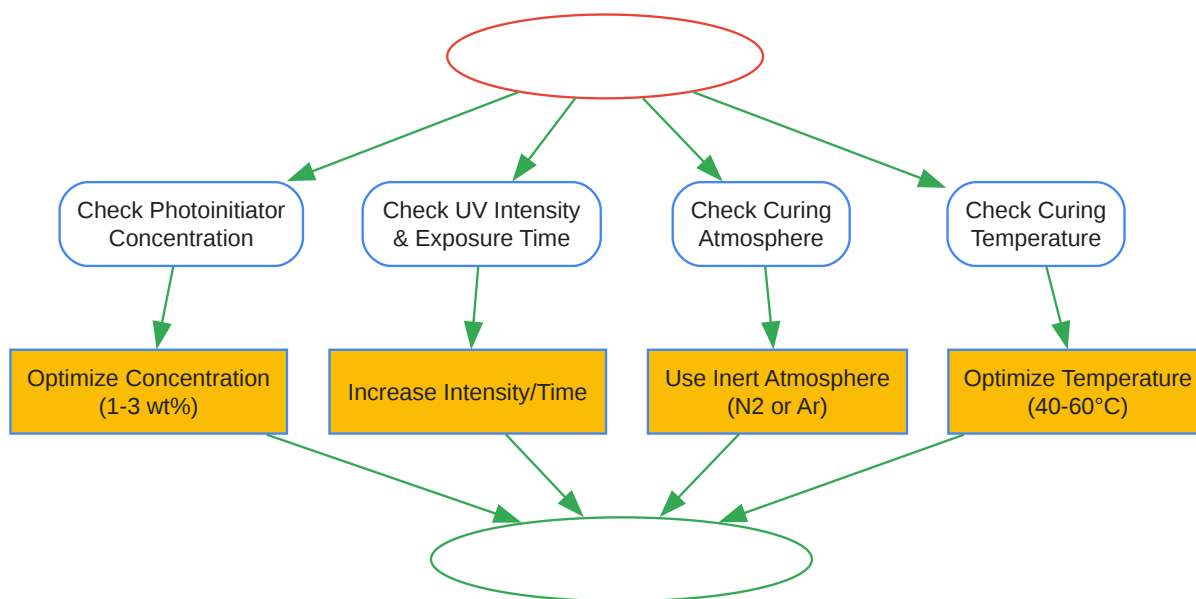 Check Photoinitiator
Concentration
Check UV Intensity
& Exposure Time
Check Curing
Atmosphere
Check Curing
Temperature
Optimize Concentration
(1-3 wt%)
Increase Intensity/Time
Use Inert Atmosphere
(N2 or Ar)
Optimize Temperature
(40-60°C)